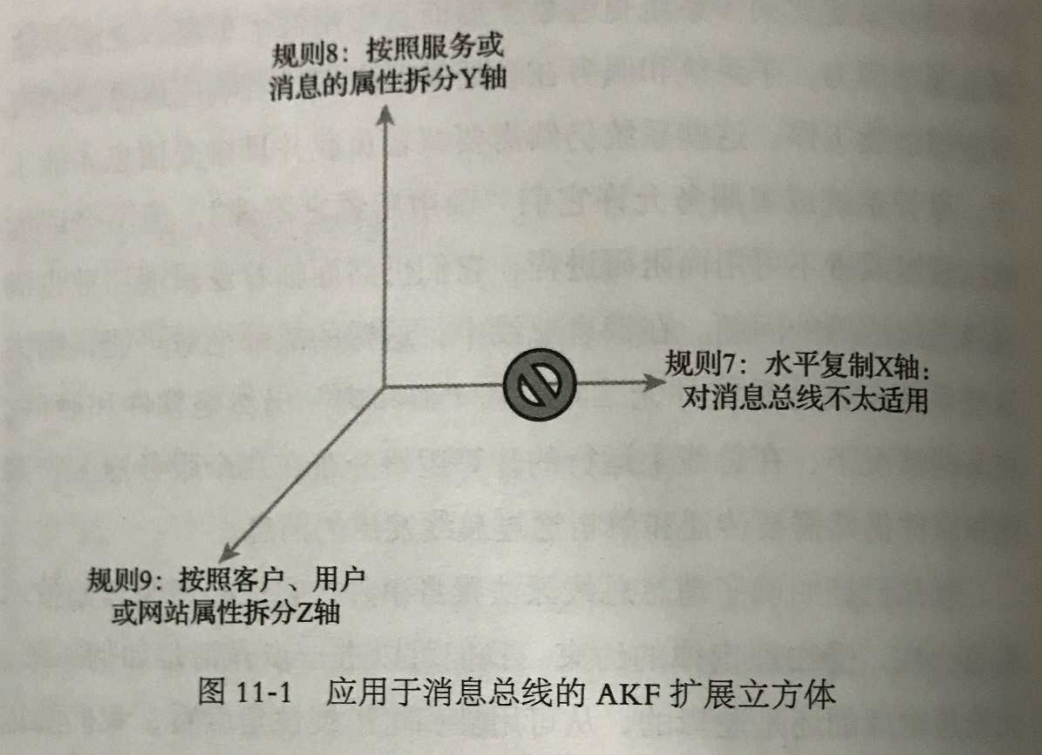 规则8：按照服务或
消息的属性拆分Y轴
规则7：水平复制X轴：
对消息总线不太适用
规则9：按照客户、用户
或网站属性拆分Z轴
图 11-1 应用于消息总线的 AKF 扩展立方体